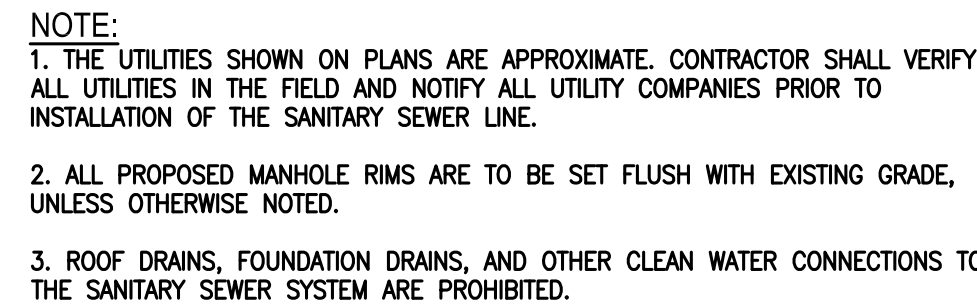 NOTE:
1. THE UTILITIES SHOWN ON PLANS ARE APPROXIMATE. CONTRACTOR SHALL VERIFY
ALL UTILITIES IN THE FIELD AND NOTIFY ALL UTILITY COMPANIES PRIOR TO
INSTALLATION OF THE SANITARY SEWER LINE.
2. ALL PROPOSED MANHOLE RIMS ARE TO BE SET FLUSH WITH EXISTING GRADE,
UNLESS OTHERWISE NOTED.
3. ROOF DRAINS, FOUNDATION DRAINS, AND OTHER CLEAN WATER CONNECTIONS TO
THE SANITARY SEWER SYSTEM ARE PROHIBITED.